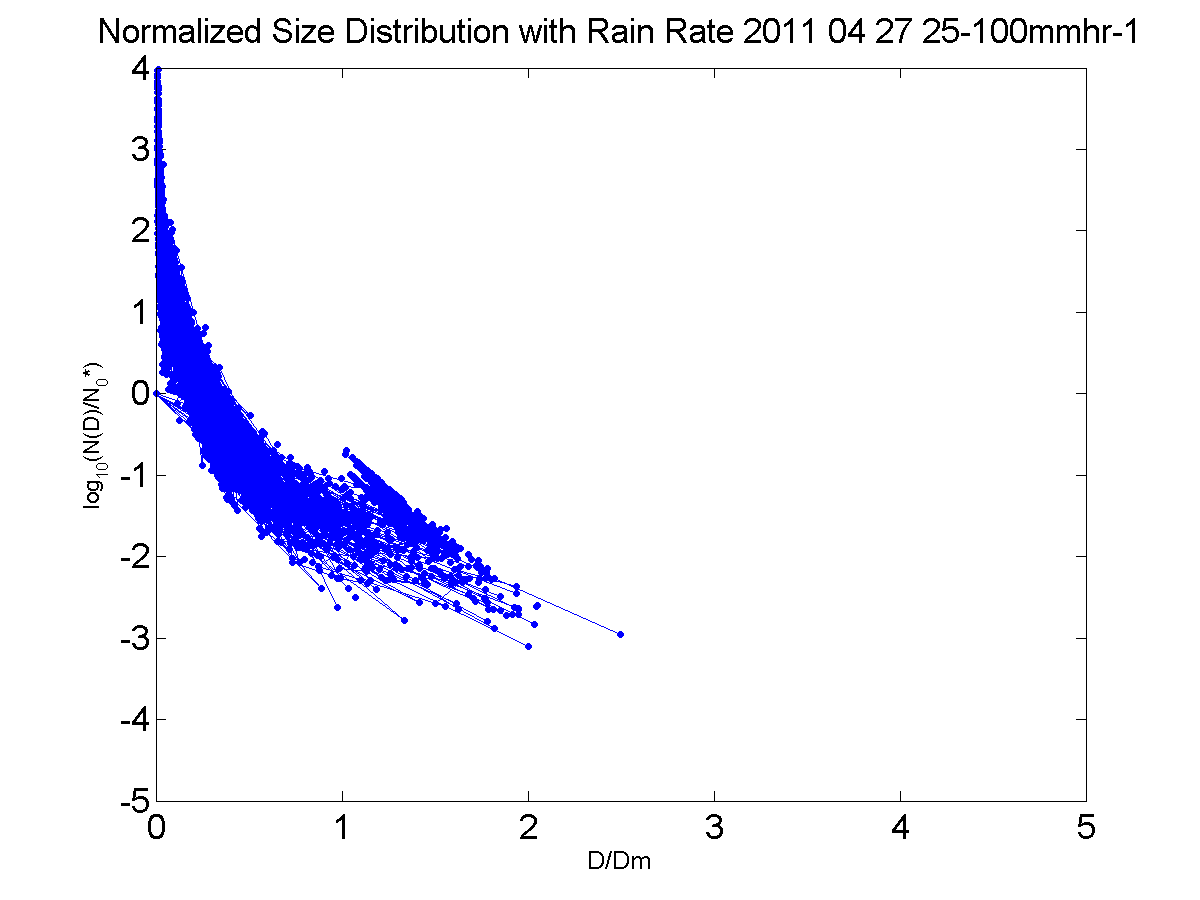 Normalized Size Distribution with Rain Rate 2011 04 27 25-100mmhr-1
4
3
2
1
0
-1
-2
-3
-4
-5
log10(N(D)/N0*)
0 1 2 3 4 5
D/Dm